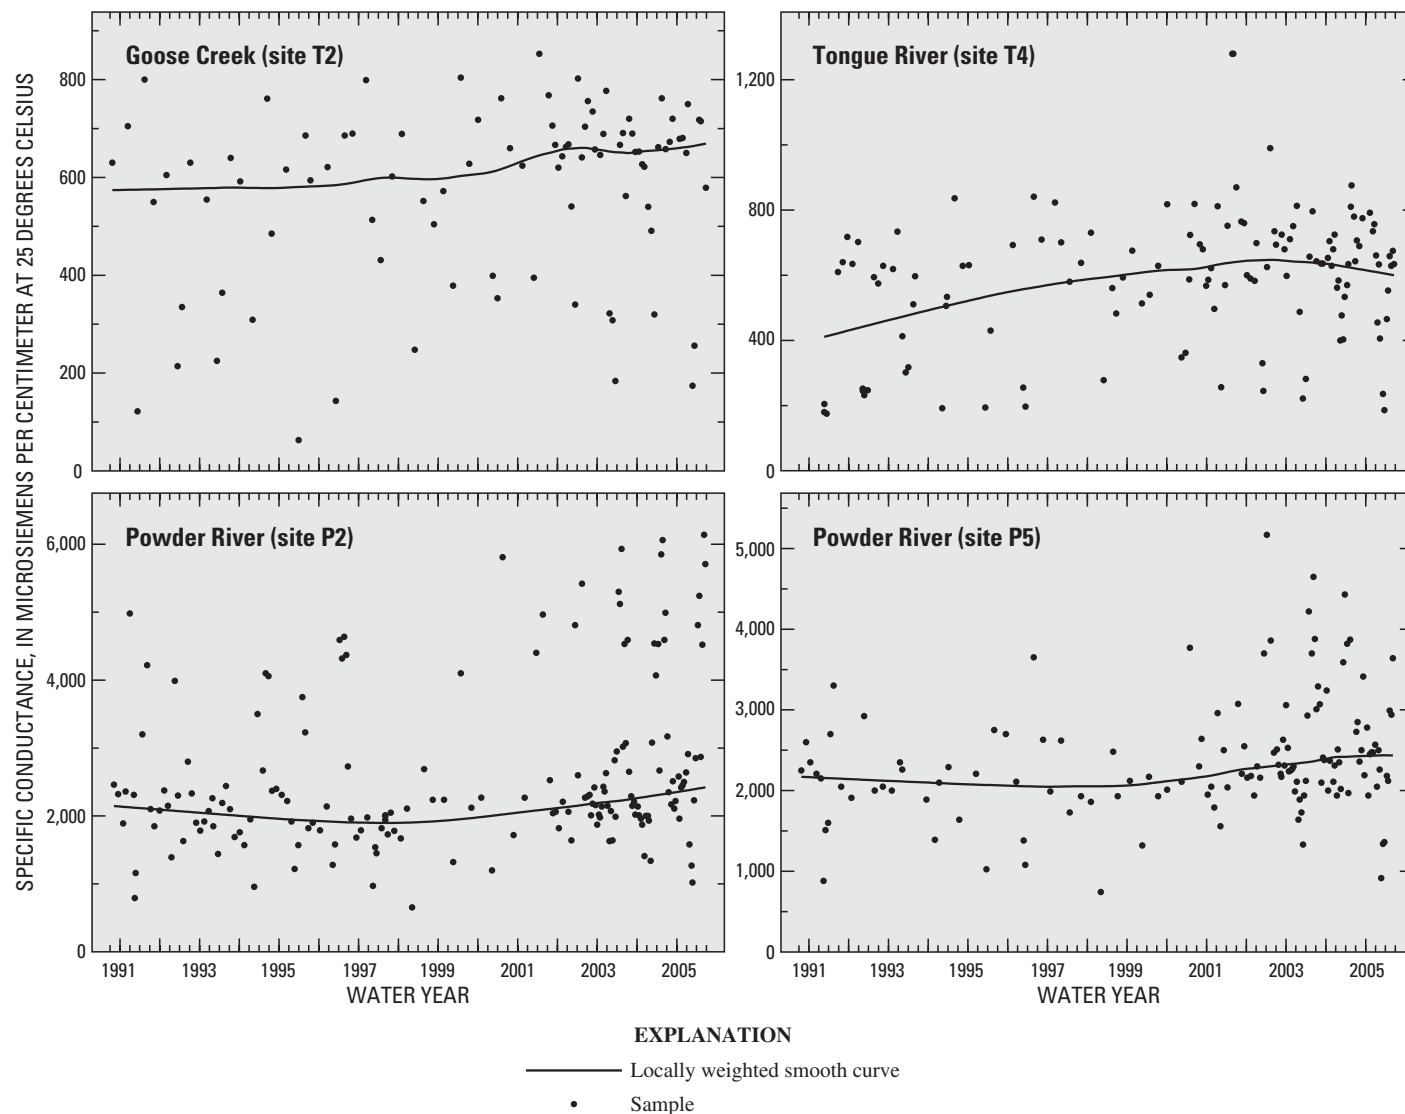 SPECIFIC CONDUCTANCE, IN MICROSIEMENS PER CENTIMETER AT 25 DEGREES CELSIUS
Goose Creek (site T2)
800
600
400
200
0
Tongue River (site T4)
1,200
800
400
0
Powder River (site P2)
6,000
4,000
2,000
0
1991 1993 1995 1997 1999 2001 2003 2005
WATER YEAR
Powder River (site P5)
5,000
4,000
3,000
2,000
1,000
0
1991 1993 1995 1997 1999 2001 2003 2005
WATER YEAR
EXPLANATION
Locally weighted smooth curve
Sample